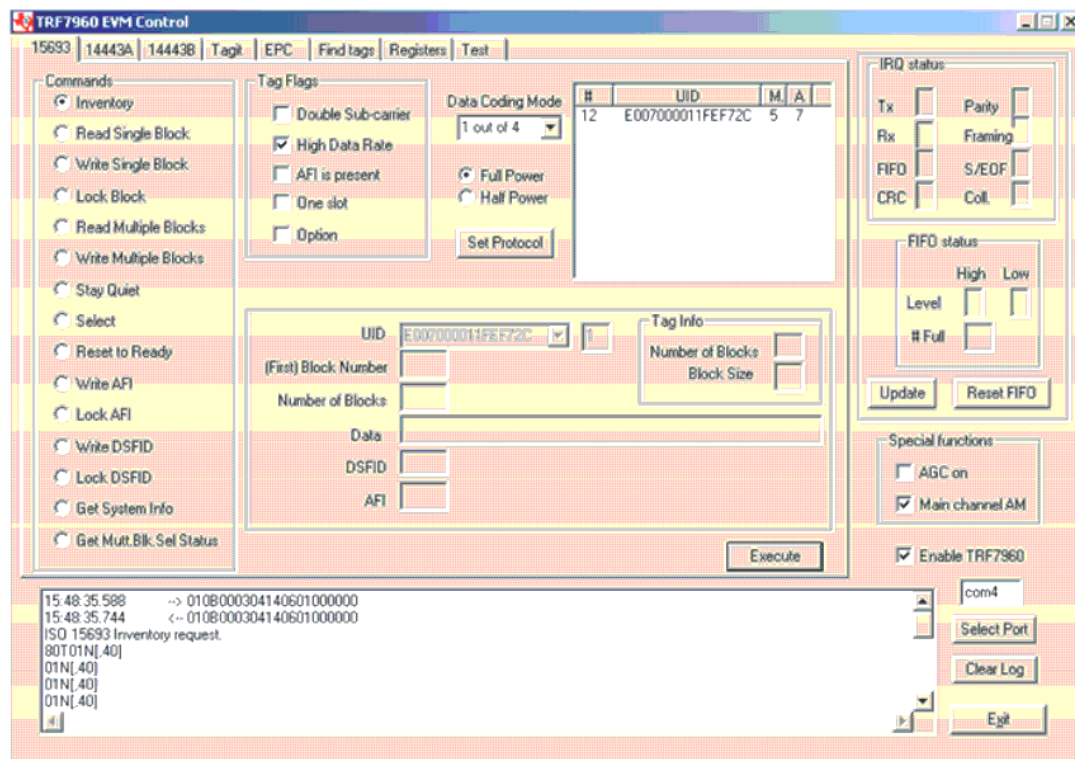 TRF7960 EVM Control
15693 14443A 14443B Tagit EPC Find tags Registers Test
Commands
Inventory
Read Single Block
Write Single Block
Lock Block
Read Multiple Blocks
Write Multiple Blocks
Stay Quiet
Select
Reset to Ready
Write AFI
Lock AFI
Write DSFID
Lock DSFID
Get System Info
Get Mutt.Blk.Sel Status
Tag Flags
Double Sub-carrier
High Data Rate
AFI is present
One slot
Option
Data Coding Mode
1 out of 4
Full Power
Half Power
Set Protocol
# UID M. A.
12 E007000011FEF72C 5 7
UID E007000011FEF72C 1
(First) Block Number
Number of Blocks
Data
DSFID
AFI
Tag Info
Number of Blocks
Block Size
Execute
IRQ status
Tx Parity
Rx Framing
FIFO S/EOF
CRC Coll.
FIFO status
High Low
Level
# Full
Update Reset FIFO
Special functions
AGC on
Main channel AM
Enable TRF7960
com4
Select Port
Clear Log
Exit
15:48:35.588 --> 010B000304140601000000
15:48:35.744 <-- 010B000304140601000000
ISO 15693 Inventory request.
80T01N[,40]
01N[,40]
01N[,40]
01N[,40]